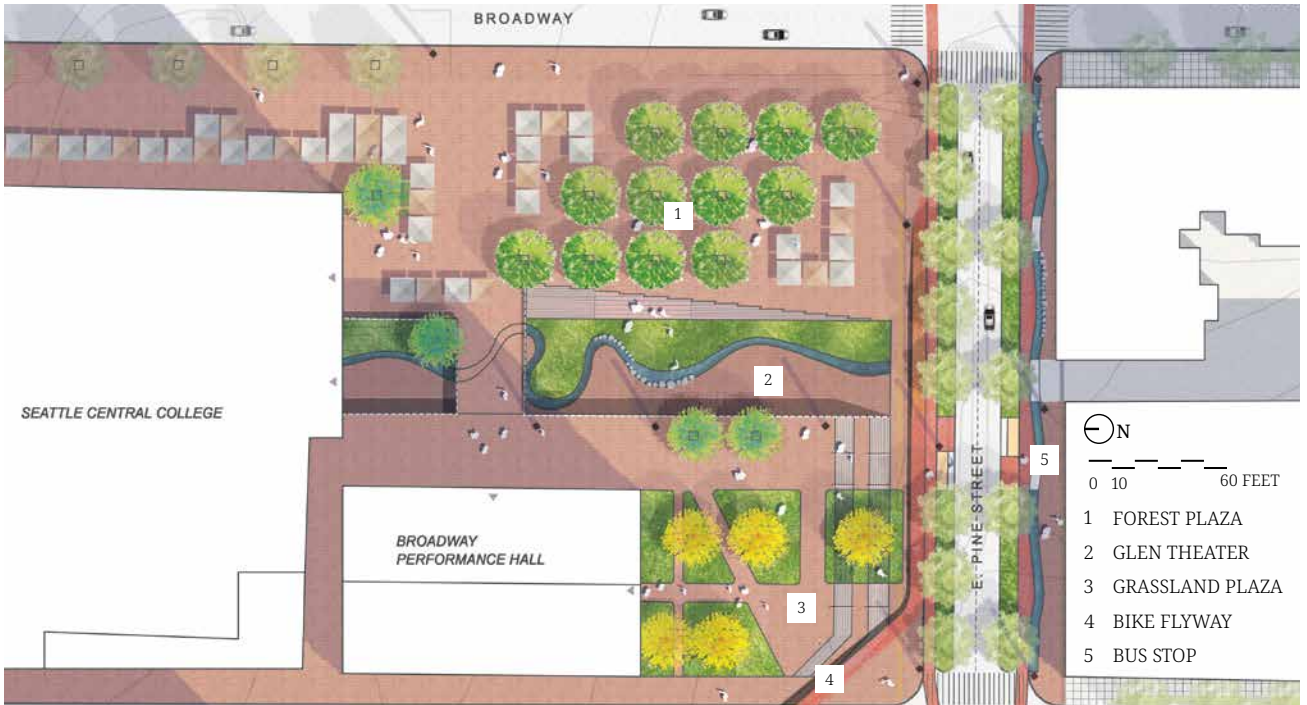 BROADWAY
1
2
SEATTLE CENTRAL COLLEGE
BROADWAY
PERFORMANCE HALL
3
4
E. PINE STREET
5
N
0 10 60 FEET
1 FOREST PLAZA
2 GLEN THEATER
3 GRASSLAND PLAZA
4 BIKE FLYWAY
5 BUS STOP